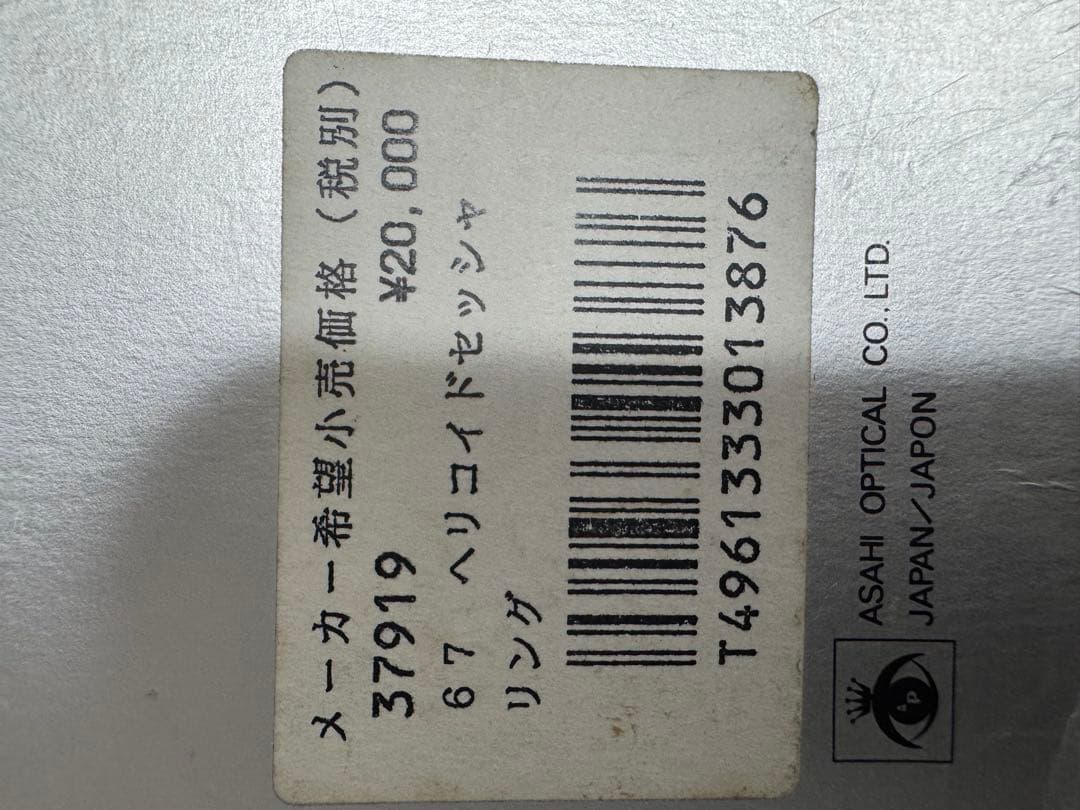 メーカー希望小売価格（税別）
37919 ¥20,000
67 ヘリコイドセッシャ
リング
T4961333013876
ASAHI OPTICAL CO.,LTD.
JAPAN/JAPON
AP